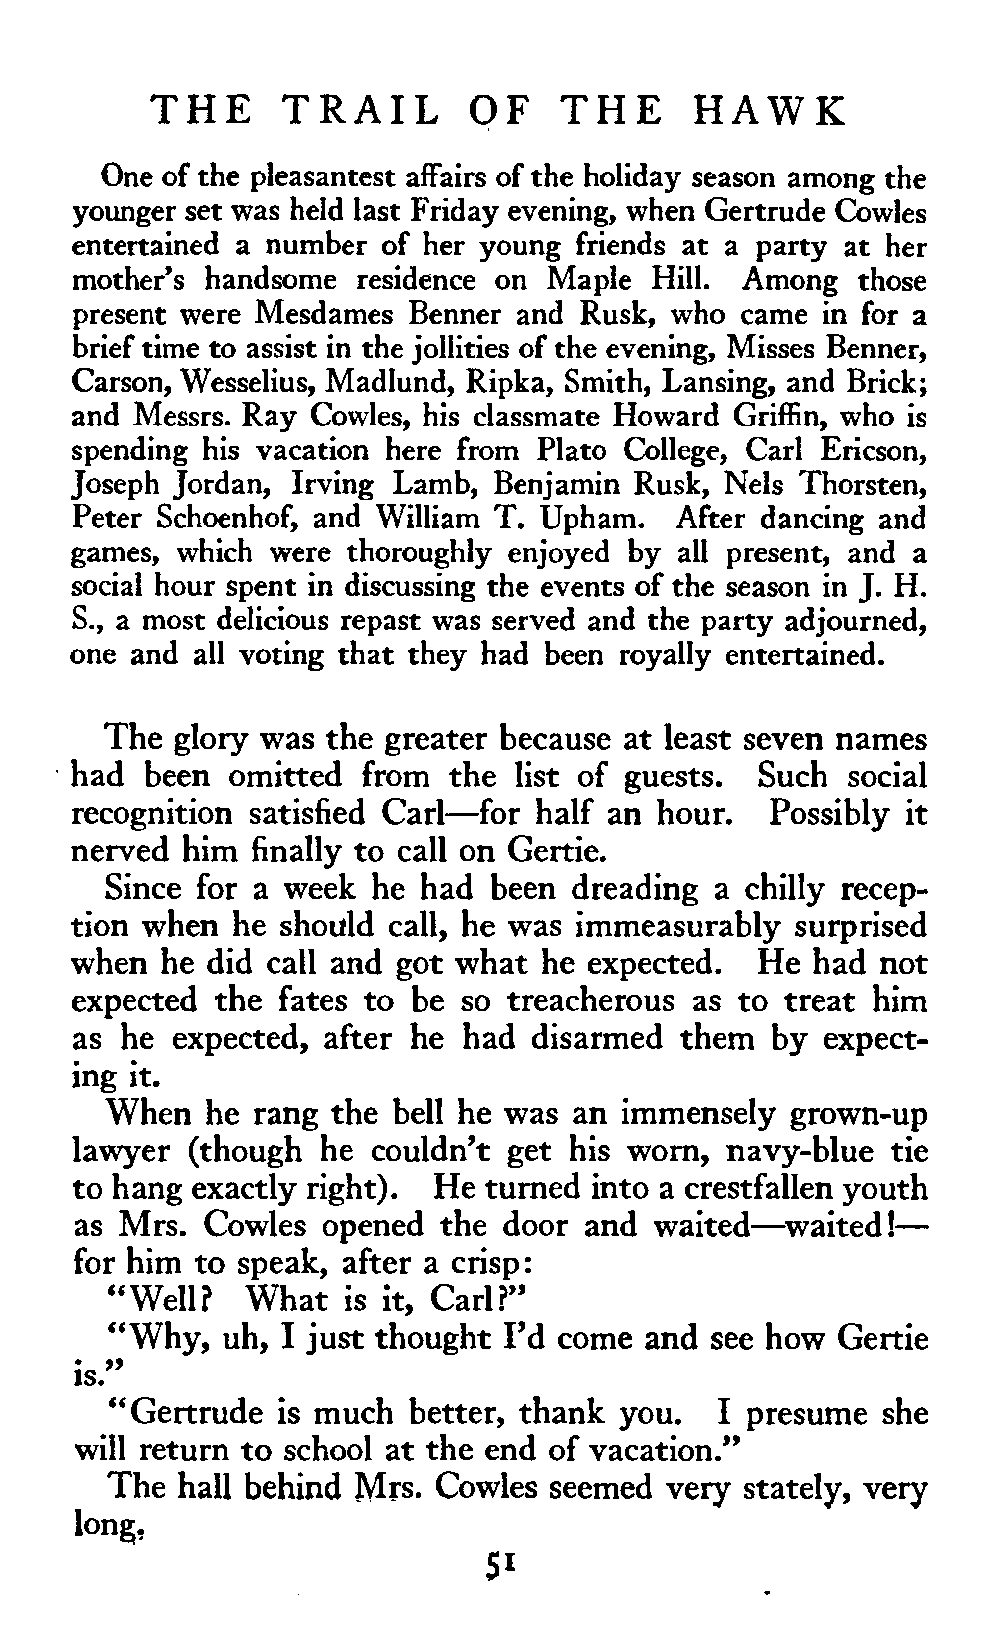 THE TRAIL OF THE HAWK
One of the pleasantest affairs of the holiday season among the
younger set was held last Friday evening, when Gertrude Cowles
entertained a number of her young friends at a party at her
mother's handsome residence on Maple Hill. Among those
present were Mesdames Benner and Rusk, who came in for a
brief time to assist in the jollities of the evening, Misses Benner,
Carson, Wesselius, Madlund, Ripka, Smith, Lansing, and Brick;
and Messrs. Ray Cowles, his classmate Howard Griffin, who is
spending his vacation here from Plato College, Carl Ericson,
Joseph Jordan, Irving Lamb, Benjamin Rusk, Nels Thorsten,
Peter Schoenhof, and William T. Upham. After dancing and
games, which were thoroughly enjoyed by all present, and a
social hour spent in discussing the events of the season in J. H.
S., a most delicious repast was served and the party adjourned,
one and all voting that they had been royally entertained.
The glory was the greater because at least seven names
had been omitted from the list of guests. Such social
recognition satisfied Carl—for half an hour. Possibly it
nerved him finally to call on Gertie.
Since for a week he had been dreading a chilly recep-
tion when he should call, he was immeasurably surprised
when he did call and got what he expected. He had not
expected the fates to be so treacherous as to treat him
as he expected, after he had disarmed them by expect-
ing it.
When he rang the bell he was an immensely grown-up
lawyer (though he couldn't get his worn, navy-blue tie
to hang exactly right). He turned into a crestfallen youth
as Mrs. Cowles opened the door and waited—waited!—
for him to speak, after a crisp:
"Well? What is it, Carl?"
"Why, uh, I just thought I'd come and see how Gertie
is."
"Gertrude is much better, thank you. I presume she
will return to school at the end of vacation."
The hall behind Mrs. Cowles seemed very stately, very
long.
51